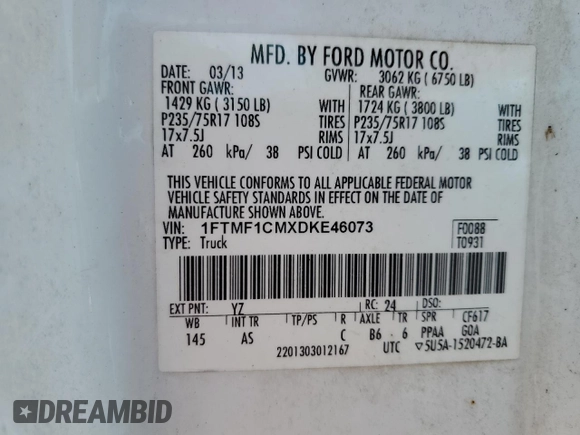 MFD. BY FORD MOTOR CO.
DATE: 03/13 GVWR: 3062 KG ( 6750 LB)
FRONT GAWR: REAR GAWR:
1429 KG ( 3150 LB) WITH 1724 KG ( 3800 LB) WITH
P235/75R17 108S TIRES P235/75R17 108S TIRES
17x7.5J RIMS 17x7.5J RIMS
AT 260 kPa/ 38 PSI COLD AT 260 kPa/ 38 PSI COLD
THIS VEHICLE CONFORMS TO ALL APPLICABLE FEDERAL MOTOR
VEHICLE SAFETY STANDARDS IN EFFECT ON THE DATE OF
MANUFACTURE SHOWN ABOVE.
VIN: 1FTMF1CMXDKE46073 F0088
TYPE: Truck T0931
EXT PNT: YZ RC: 24 DSO:
WB INT TR TP/PS R AXLE TR SPR CF617
145 AS C B6 6 PPAA GOA
2201303012167 UTC ▽5U5A-1520472-BA
DREAMBID